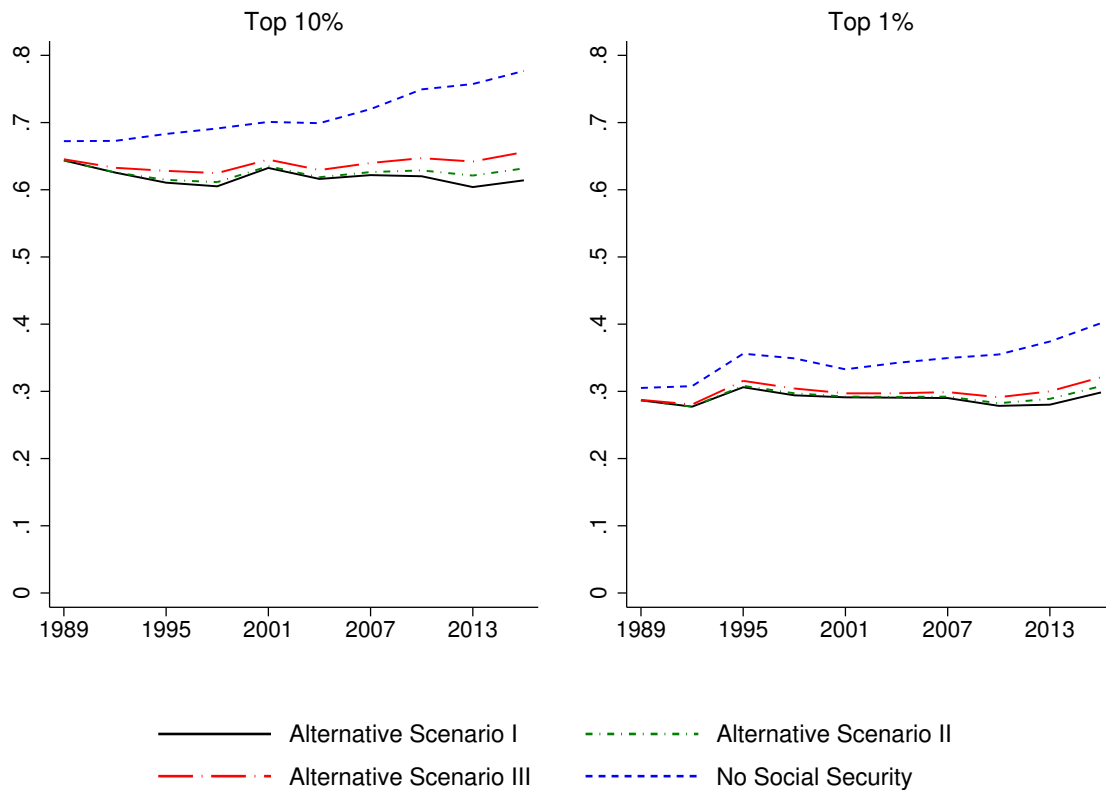 Top 10%
.8
.7
.6
.5
.4
.3
.2
.1
0
1989 1995 2001 2007 2013
Top 1%
.8
.7
.6
.5
.4
.3
.2
.1
0
1989 1995 2001 2007 2013
Alternative Scenario I
Alternative Scenario II
Alternative Scenario III
No Social Security